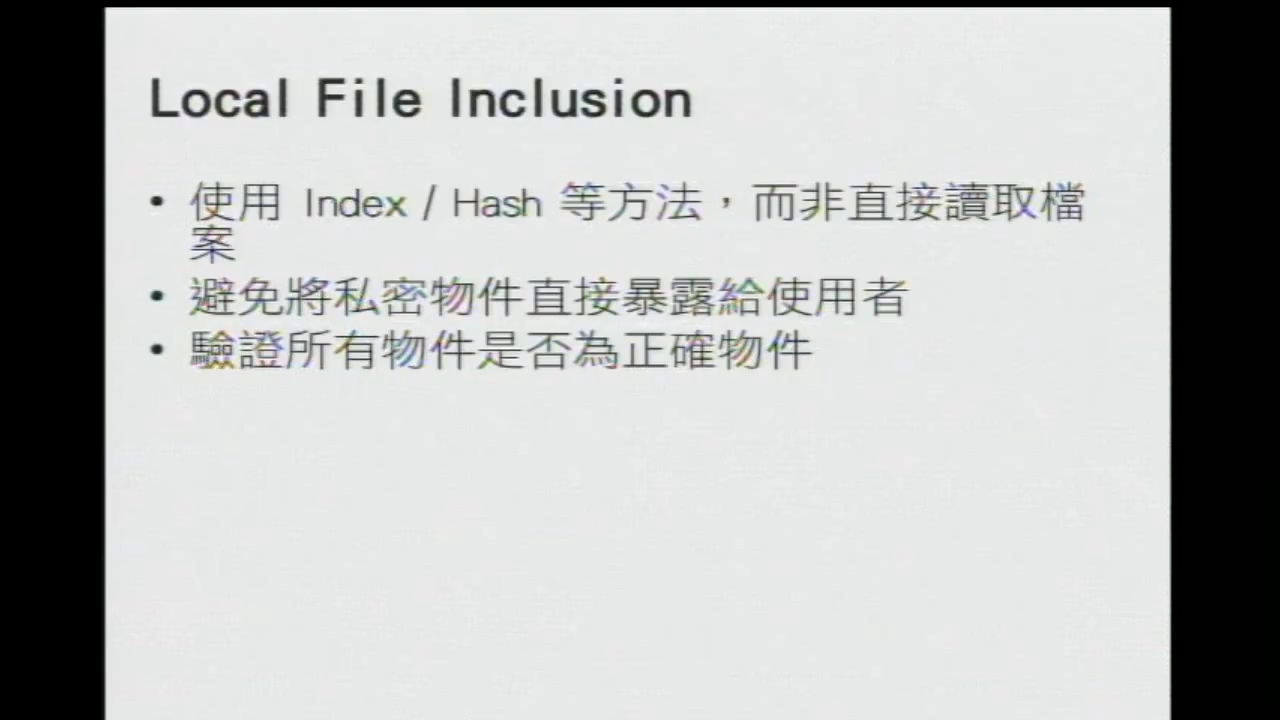 Local File Inclusion
• 使用 Index / Hash 等方法，而非直接讀取檔
案
• 避免將私密物件直接暴露給使用者
• 驗證所有物件是否為正確物件